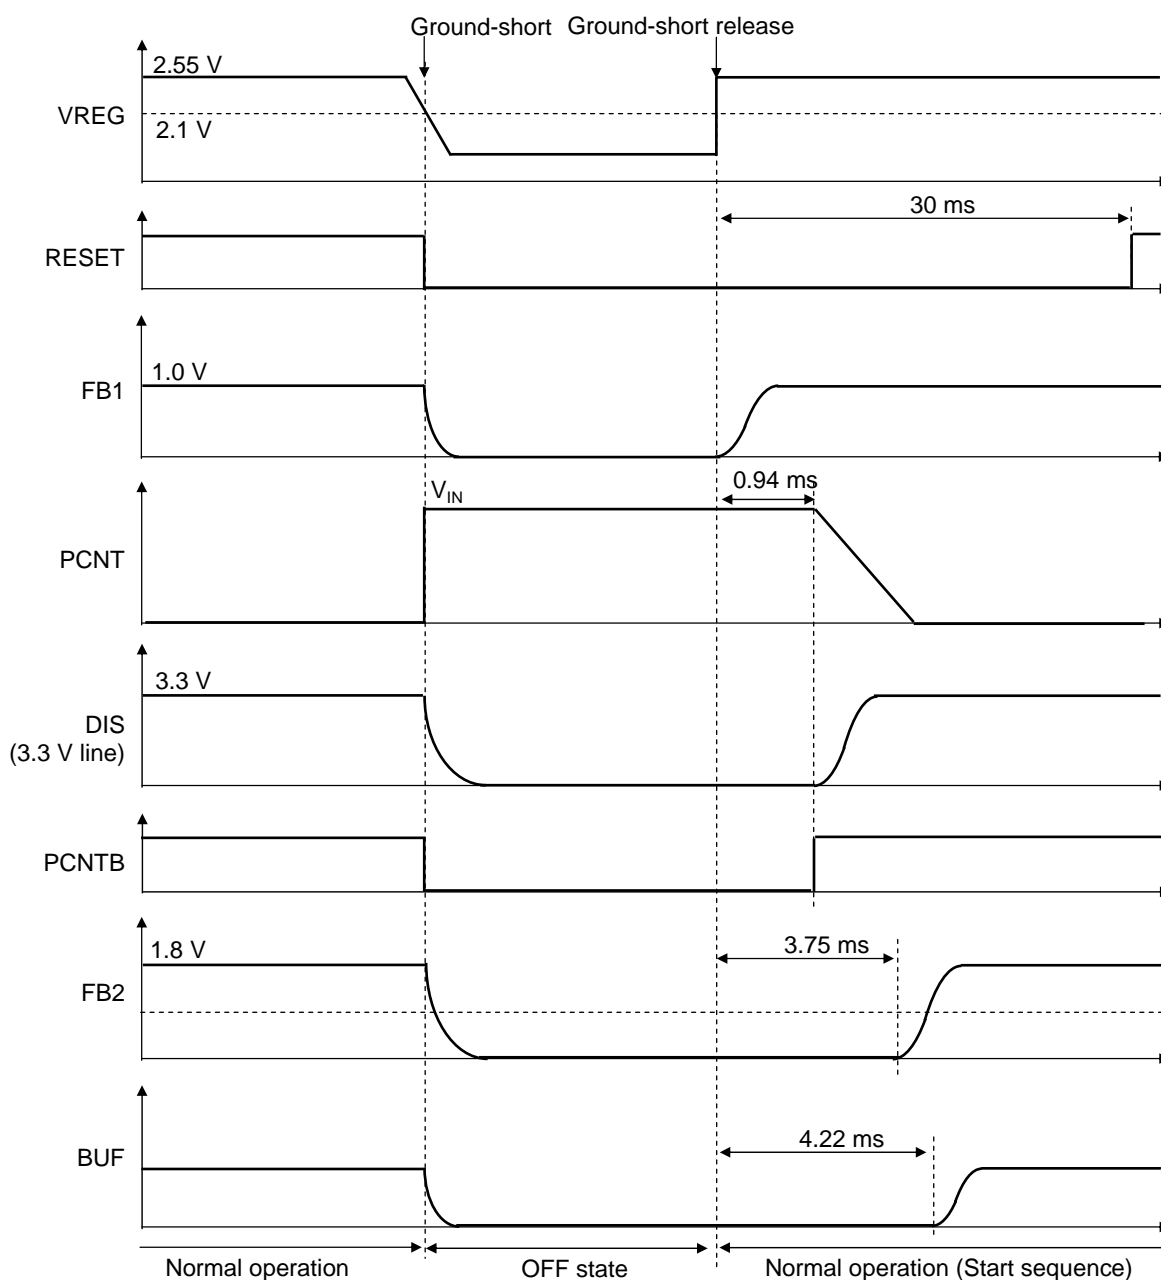 Ground-short
Ground-short release
2.55 V
VREG
2.1 V
30 ms
RESET
1.0 V
FB1
0.94 ms
VIN
PCNT
3.3 V
DIS
(3.3 V line)
PCNTB
1.8 V
3.75 ms
FB2
4.22 ms
BUF
Normal operation
OFF state
Normal operation (Start sequence)